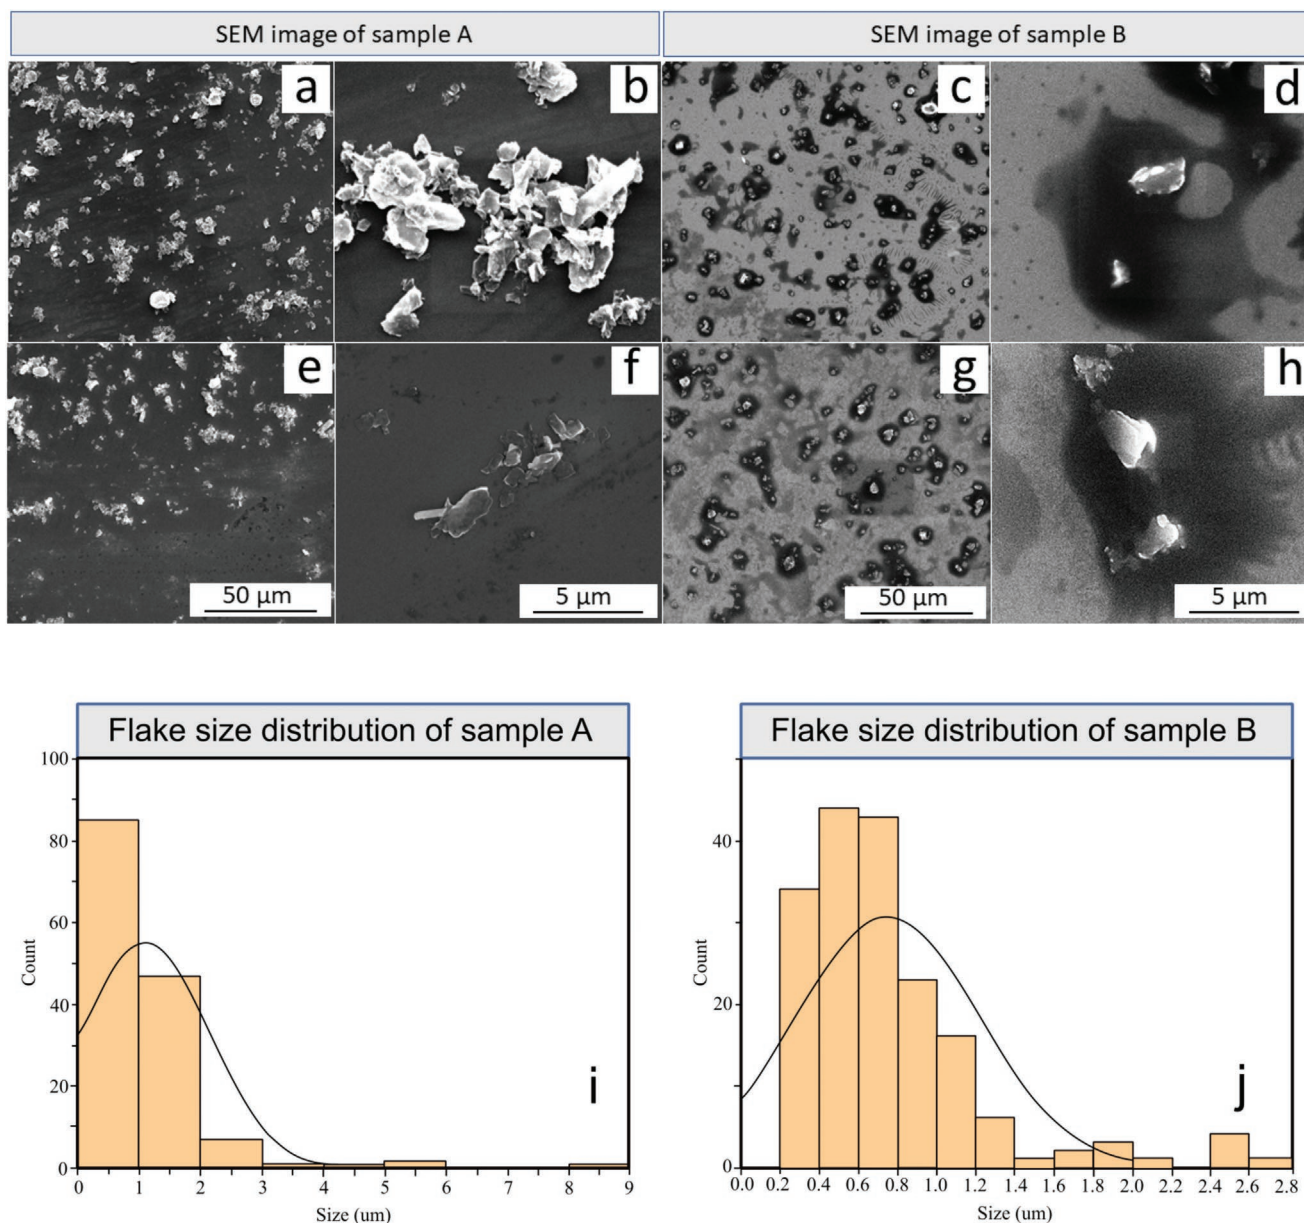 SEM image of sample A
SEM image of sample B
a
b
c
d
e
f
g
h
50 µm
5 µm
50 µm
5 µm
Flake size distribution of sample A
Flake size distribution of sample B
100
80
60
40
20
0
Count
i
0 1 2 3 4 5 6 7 8 9
Size (um)
40
20
0
Count
j
0.0 0.2 0.4 0.6 0.8 1.0 1.2 1.4 1.6 1.8 2.0 2.2 2.4 2.6 2.8
Size (um)